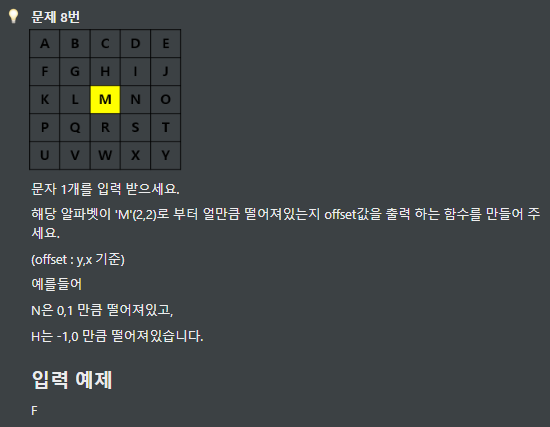 문제 8번
A B C D E
F G H I J
K L M N O
P Q R S T
U V W X Y
문자 1개를 입력 받으세요.
해당 알파벳이 'M'(2,2)로 부터 얼만큼 떨어져있는지 offset값을 출력 하는 함수를 만들어 주
세요.
(offset : y,x 기준)
예를들어
N은 0,1 만큼 떨어져있고,
H는 -1,0 만큼 떨어져있습니다.
입력 예제
F